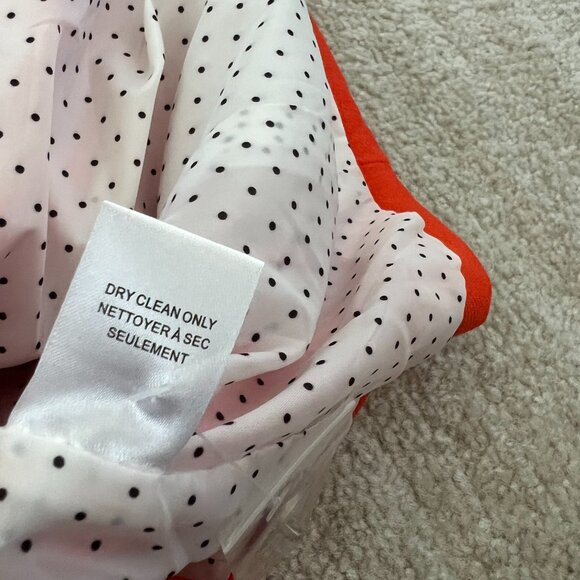 DRY CLEAN ONLY
NETTOYER À SEC
SEULEMENT